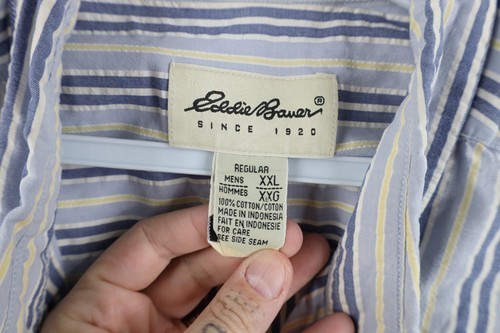 Eddie Bauer®
SINCE 1920
REGULAR
MENS XXL
HOMMES XXG
100% COTTON/COTON
MADE IN INDONESIA
FAIT EN INDONESIE
FOR CARE
SEE SIDE SEAM